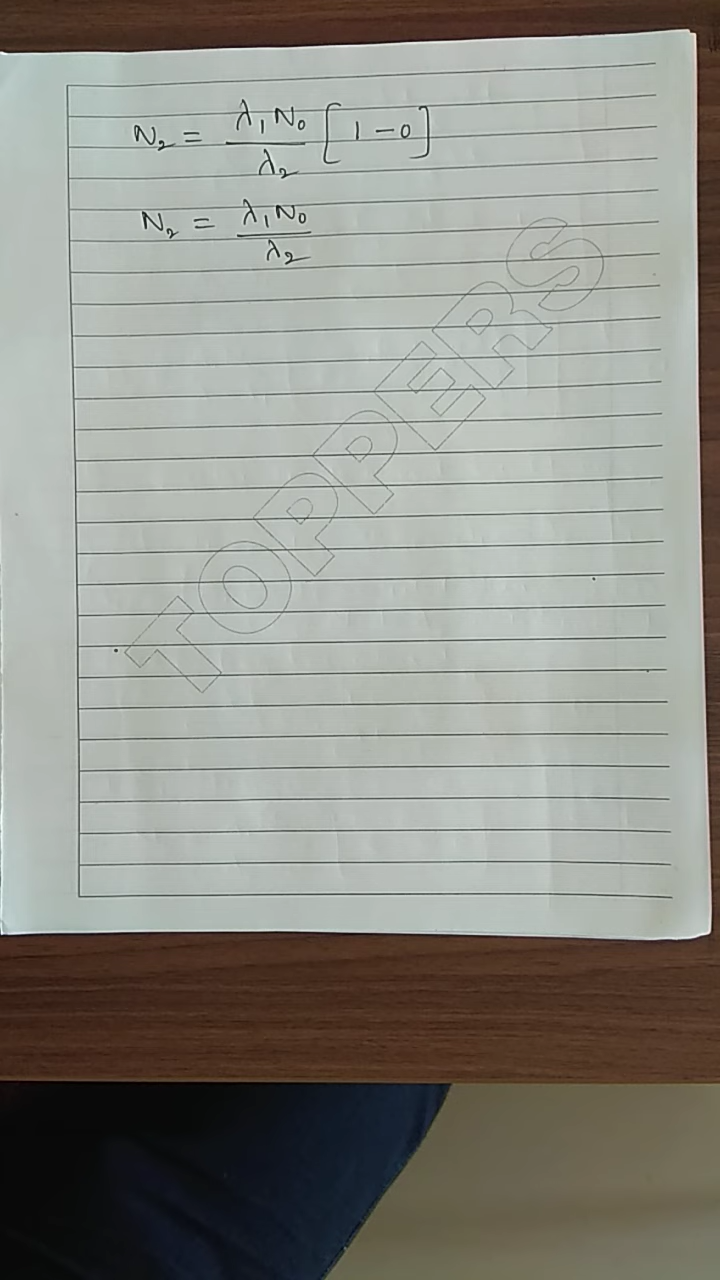 N₂ = λ₁N₀/λ₂ [1 − 0]
N₂ = λ₁N₀/λ₂
TOPPERS